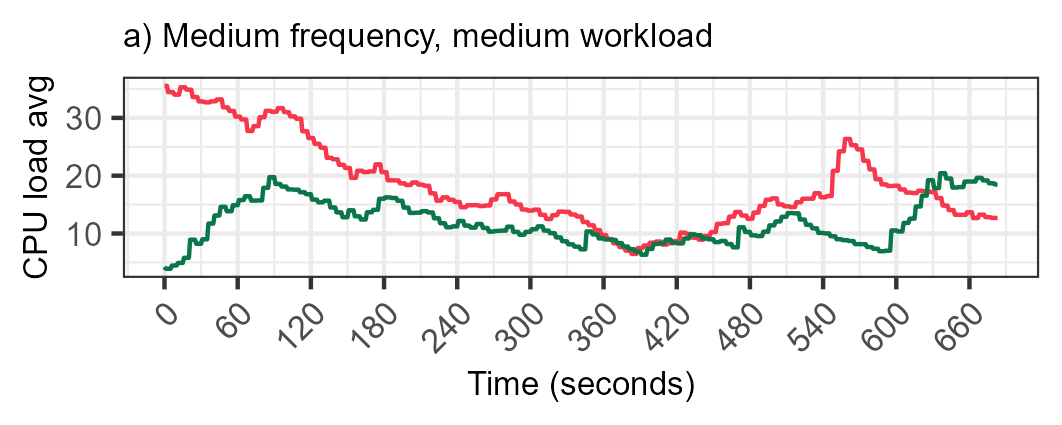 a) Medium frequency, medium workload
CPU load avg
30
20
10
0 60 120 180 240 300 360 420 480 540 600 660
Time (seconds)